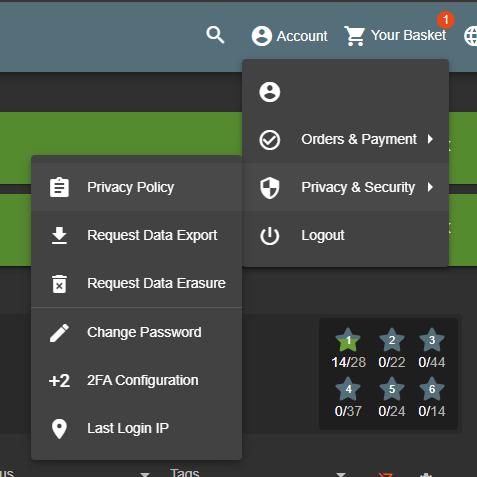 1
Account
Your Basket
Orders & Payment
Privacy & Security
Logout
Privacy Policy
Request Data Export
Request Data Erasure
Change Password
+2 2FA Configuration
Last Login IP
1 2 3
14/28 0/22 0/44
4 5 6
0/37 0/24 0/14
Tags